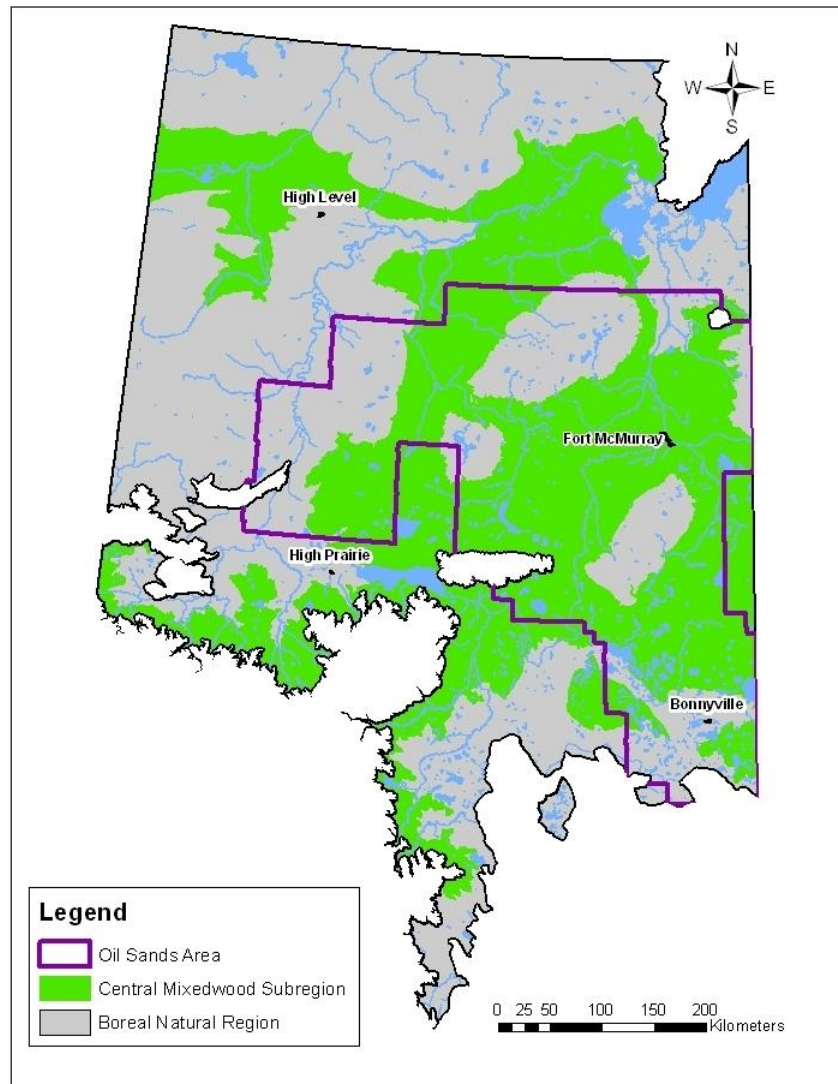 N
W E
S
High Level
Fort McMurray
High Prairie
Bonnyville
Legend
Oil Sands Area
Central Mixedwood Subregion
Boreal Natural Region
0 25 50 100 150 200
Kilometers